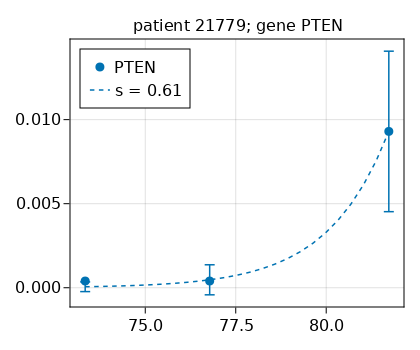 patient 21779; gene PTEN
PTEN
s = 0.61
0.010
0.005
0.000
75.0 77.5 80.0